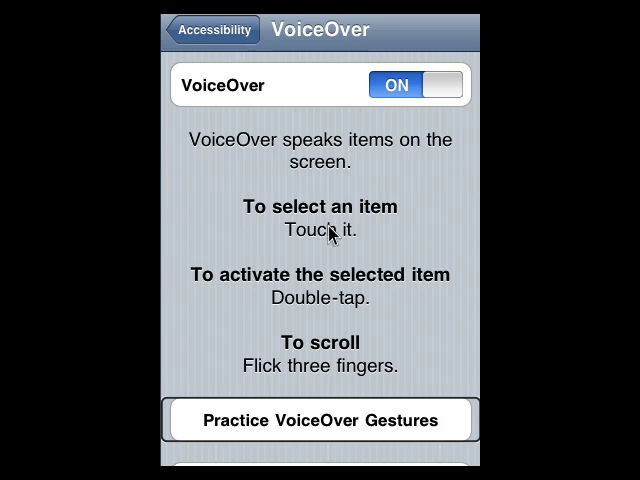 Accessibility
VoiceOver
VoiceOver
ON
VoiceOver speaks items on the
screen.
To select an item
Touch it.
To activate the selected item
Double-tap.
To scroll
Flick three fingers.
Practice VoiceOver Gestures